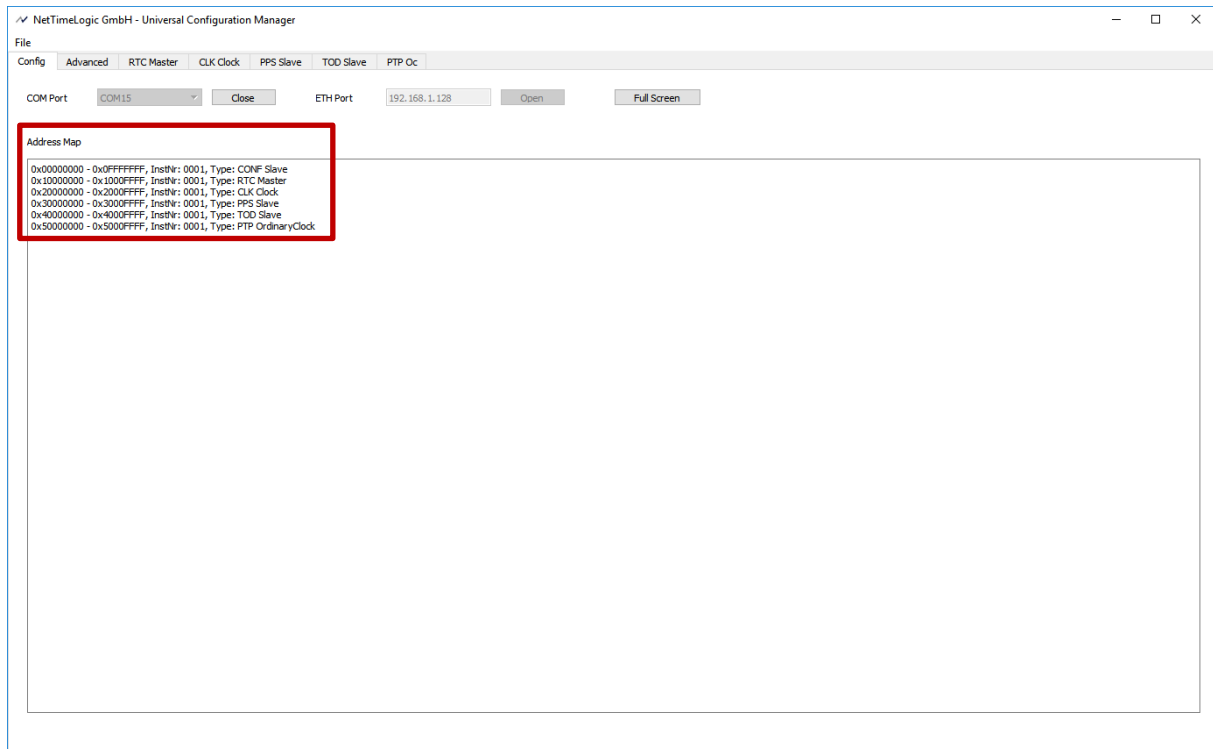 NetTimeLogic GmbH - Universal Configuration Manager
File
Config Advanced RTC Master CLK Clock PPS Slave TOD Slave PTP Oc
COM Port COM15 Close ETH Port 192.168.1.128 Open Full Screen
Address Map
0x00000000 - 0x0FFFFFFF, InstNr: 0001, Type: CONF Slave
0x10000000 - 0x1000FFFF, InstNr: 0001, Type: RTC Master
0x20000000 - 0x2000FFFF, InstNr: 0001, Type: CLK Clock
0x30000000 - 0x3000FFFF, InstNr: 0001, Type: PPS Slave
0x40000000 - 0x4000FFFF, InstNr: 0001, Type: TOD Slave
0x50000000 - 0x5000FFFF, InstNr: 0001, Type: PTP OrdinaryClock